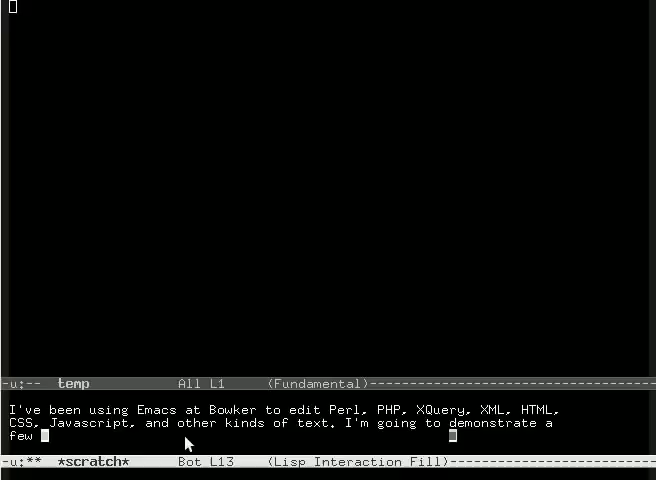 -u:--  temp           All L1     (Fundamental)-----------------------------------
I've been using Emacs at Bowker to edit Perl, PHP, XQuery, XML, HTML,
CSS, Javascript, and other kinds of text. I'm going to demonstrate a
few
-u:**  *scratch*      Bot L13    (Lisp Interaction Fill)--------------------------